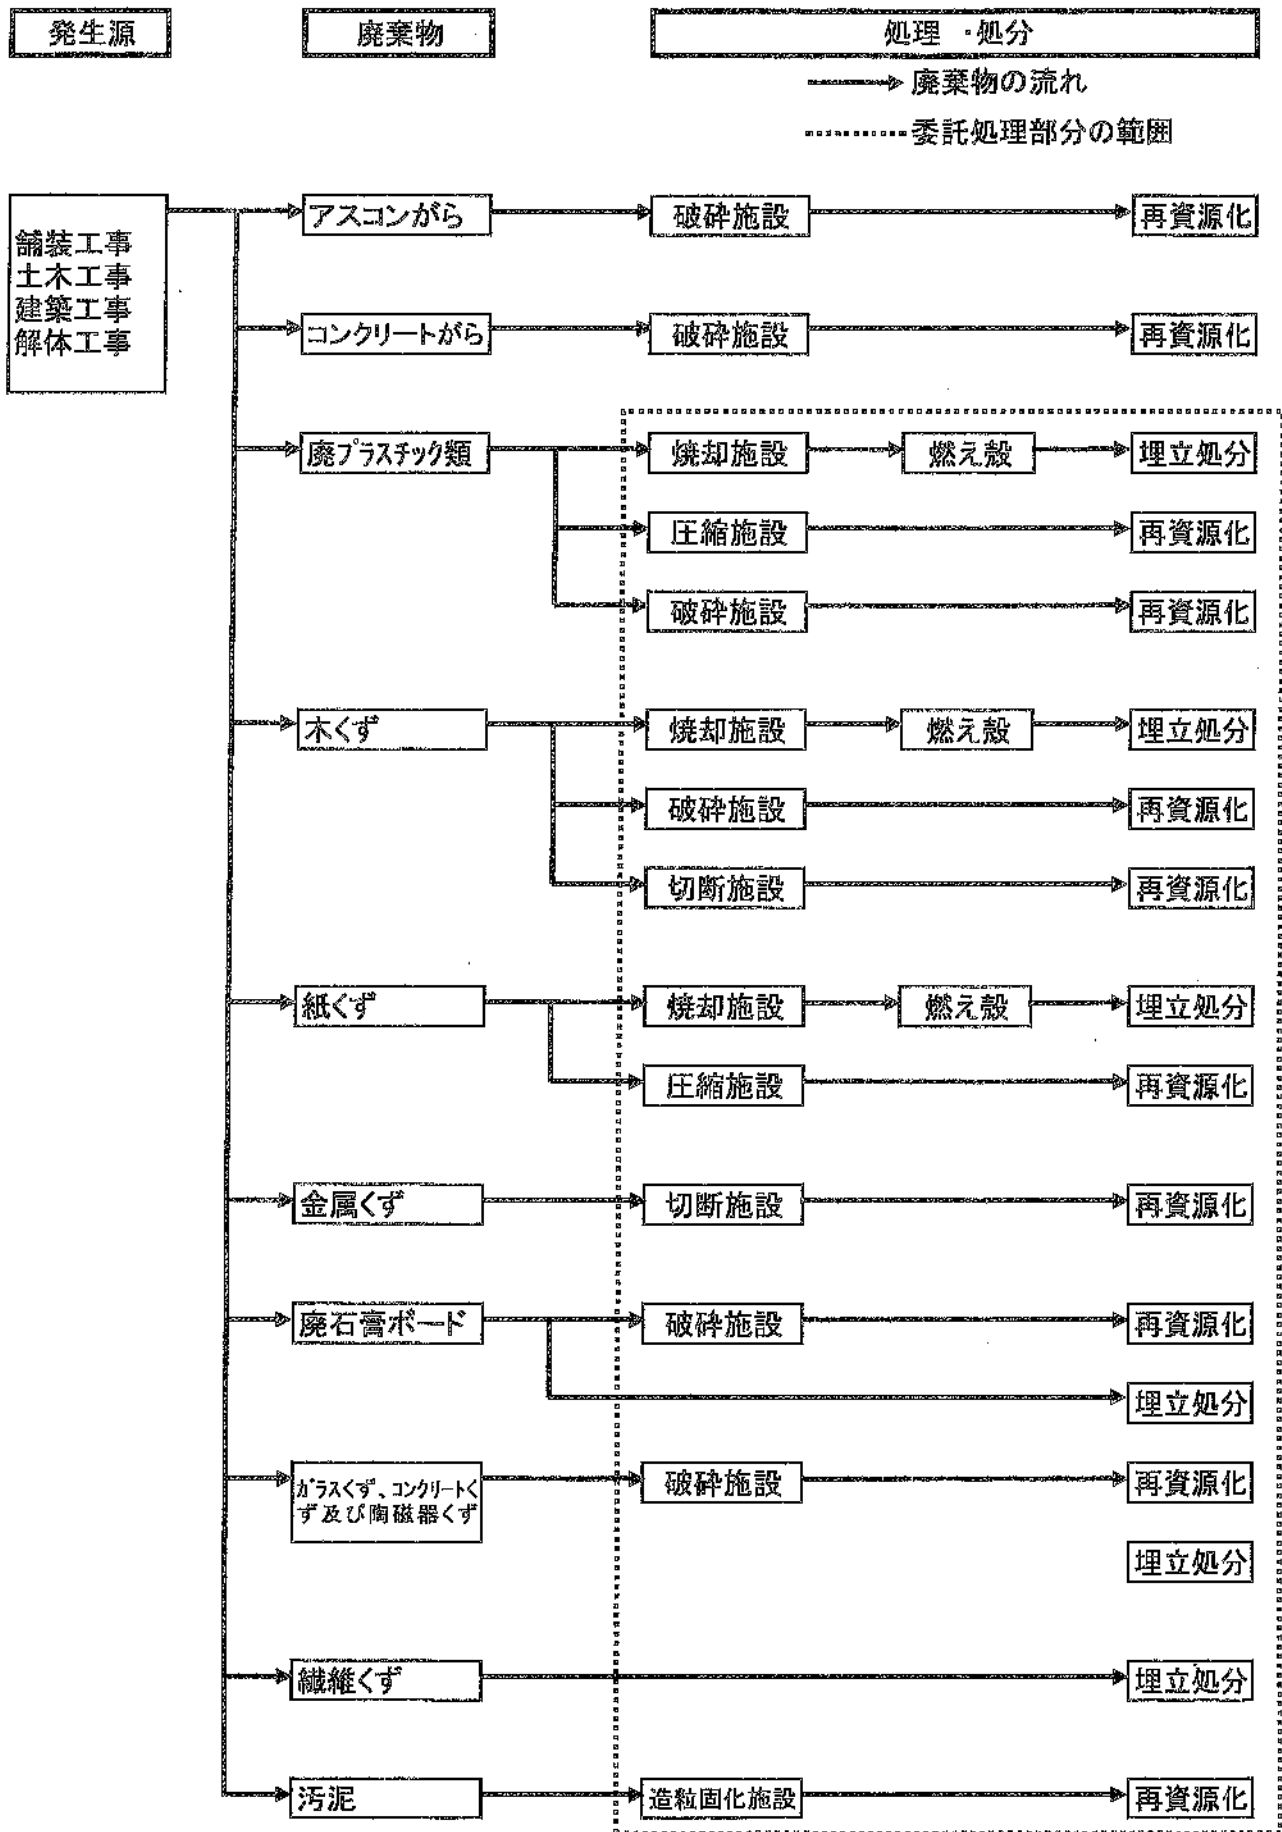 発生源
廃棄物
処理・処分
廃棄物の流れ
委託処理部分の範囲
舗装工事
土木工事
建築工事
解体工事
アスコンがら
破砕施設
再資源化
コンクリートがら
破砕施設
再資源化
廃プラスチック類
焼却施設
燃え殻
埋立処分
圧縮施設
再資源化
破砕施設
再資源化
木くず
焼却施設
燃え殻
埋立処分
破砕施設
再資源化
切断施設
再資源化
紙くず
焼却施設
燃え殻
埋立処分
圧縮施設
再資源化
金属くず
切断施設
再資源化
廃石膏ボード
破砕施設
再資源化
埋立処分
ガラスくず、コンクリートく
ず及び陶磁器くず
破砕施設
再資源化
埋立処分
繊維くず
埋立処分
汚泥
造粒固化施設
再資源化